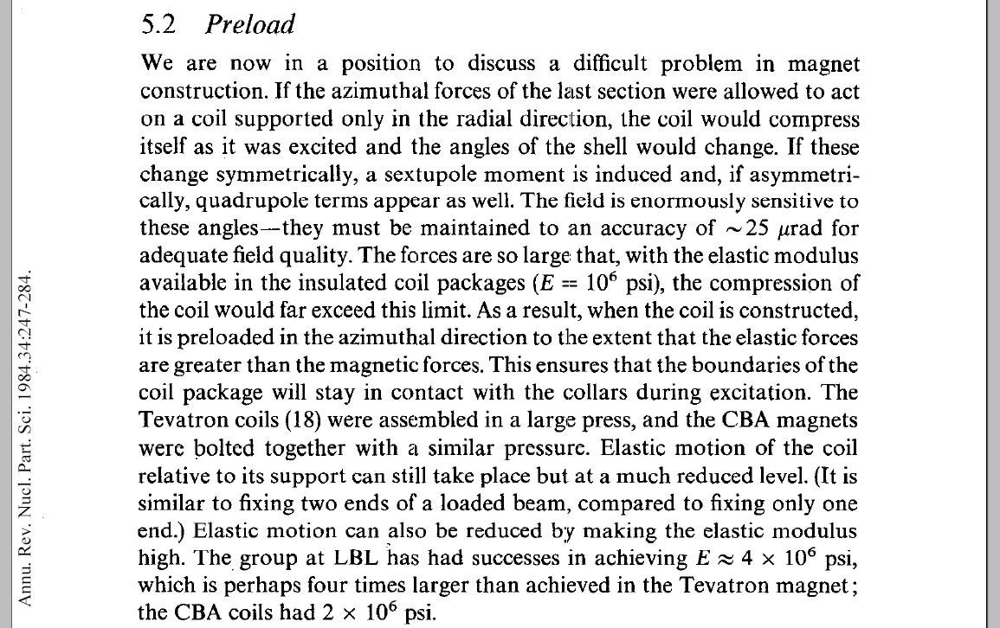 5.2 Preload
We are now in a position to discuss a difficult problem in magnet
construction. If the azimuthal forces of the last section were allowed to act
on a coil supported only in the radial direction, the coil would compress
itself as it was excited and the angles of the shell would change. If these
change symmetrically, a sextupole moment is induced and, if asymmetri-
cally, quadrupole terms appear as well. The field is enormously sensitive to
these angles—they must be maintained to an accuracy of ~25 μrad for
adequate field quality. The forces are so large that, with the elastic modulus
available in the insulated coil packages (E = 10⁶ psi), the compression of
the coil would far exceed this limit. As a result, when the coil is constructed,
it is preloaded in the azimuthal direction to the extent that the elastic forces
are greater than the magnetic forces. This ensures that the boundaries of the
coil package will stay in contact with the collars during excitation. The
Tevatron coils (18) were assembled in a large press, and the CBA magnets
were bolted together with a similar pressure. Elastic motion of the coil
relative to its support can still take place but at a much reduced level. (It is
similar to fixing two ends of a loaded beam, compared to fixing only one
end.) Elastic motion can also be reduced by making the elastic modulus
high. The group at LBL has had successes in achieving E ≈ 4 × 10⁶ psi,
which is perhaps four times larger than achieved in the Tevatron magnet;
the CBA coils had 2 × 10⁶ psi.
Annu. Rev. Nucl. Part. Sci. 1984.34:247-284.